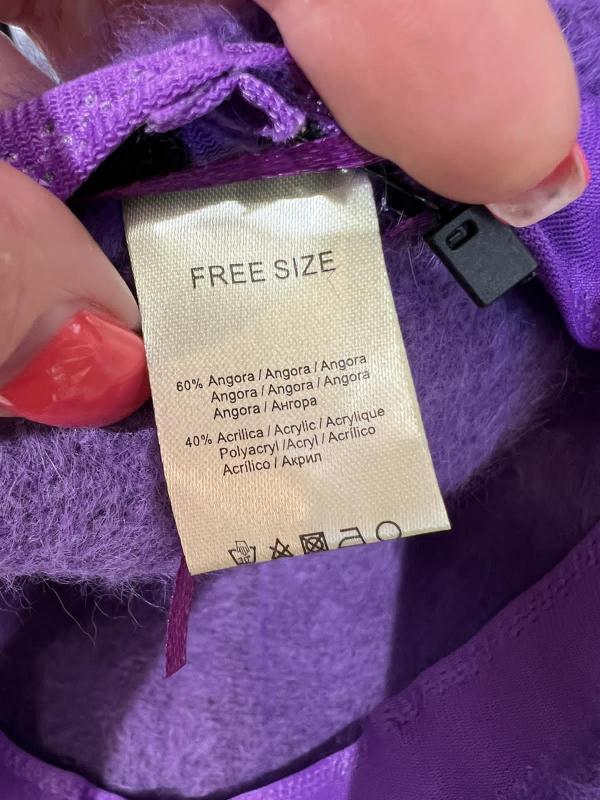 FREE SIZE
60% Angora / Angora / Angora
Angora / Angora / Angora
Angora / Ангора
40% Acrilica / Acrylic / Acrylique
Polyacryl /Acryl / Acrílico
Acrílico / Акрил